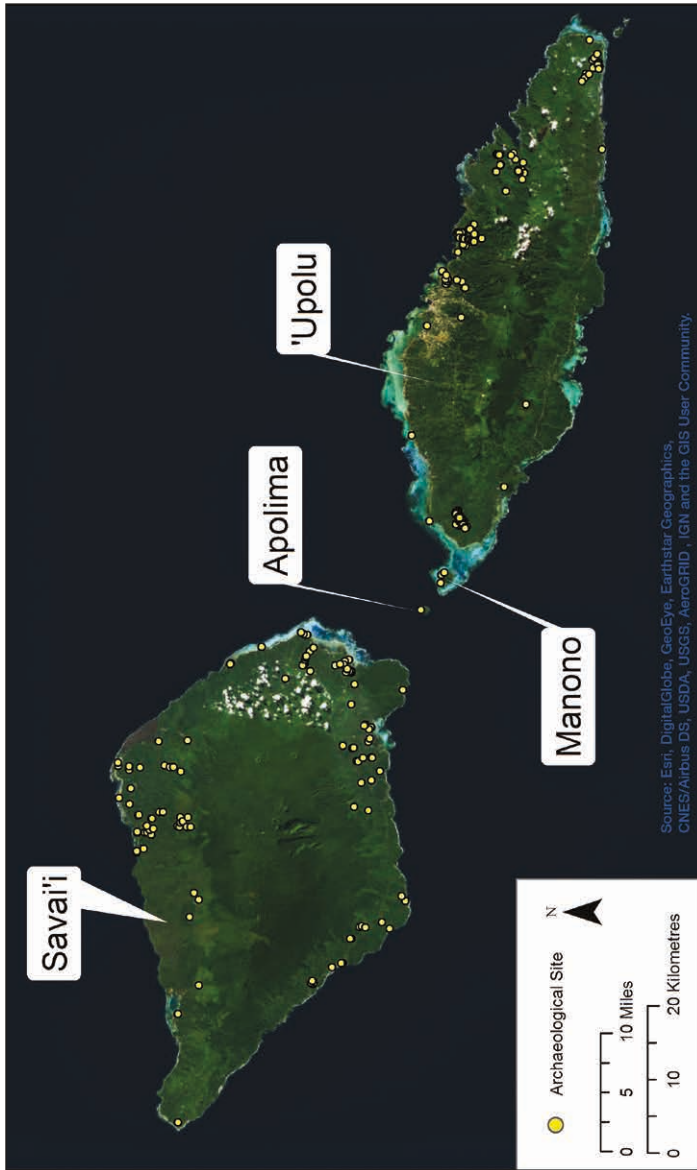 Savai'i
Apolima
'Upolu
Manono
Archaeological Site
N
0 5 10 Miles
0 10 20 Kilometres
Source: Esri, DigitalGlobe, GeoEye, Earthstar Geographics,
CNES/Airbus DS, USDA, USGS, AeroGRID , IGN and the GIS User Community.